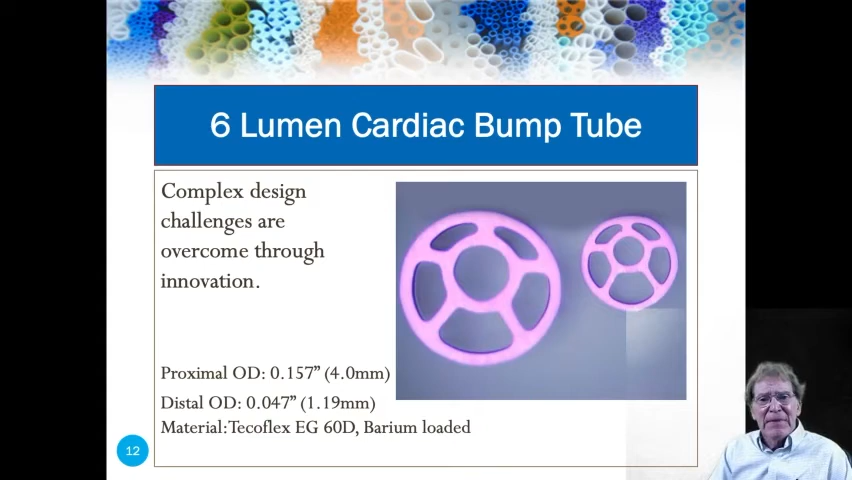 6 Lumen Cardiac Bump Tube
Complex design
challenges are
overcome through
innovation.
Proximal OD: 0.157” (4.0mm)
Distal OD: 0.047” (1.19mm)
Material:Tecoflex EG 60D, Barium loaded
12